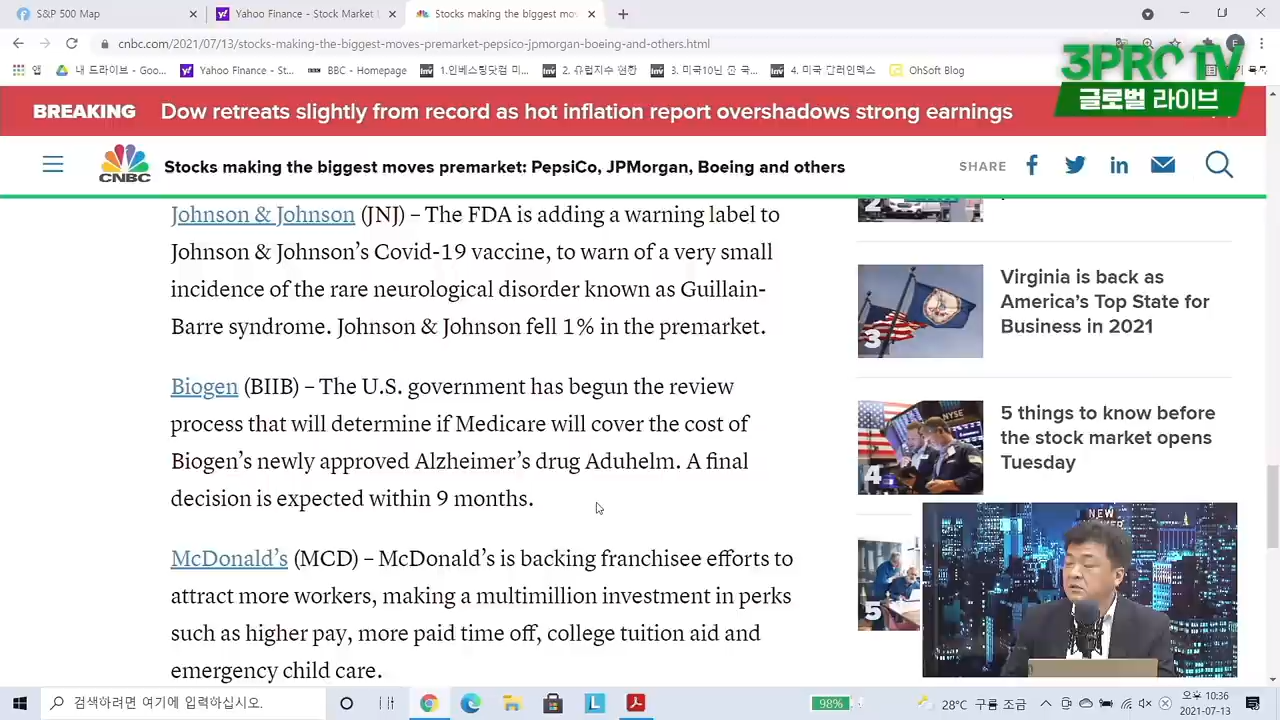 S&P 500 Map
Yahoo Finance - Stock Market L
Stocks making the biggest mov
cnbc.com/2021/07/13/stocks-making-the-biggest-moves-premarket-pepsico-jpmorgan-boeing-and-others.html
앱
내 드라이브 - Goo...
Yahoo Finance - St...
BBC - Homepage
1.인베스팅닷컴 미...
2. 유럽지수 현황
3. 미국10년 븐 국...
4. 미국 달러인덱스
OhSoft Blog
3PRO TV
글로벌 라이브
BREAKING
Dow retreats slightly from record as hot inflation report overshadows strong earnings
CNBC
Stocks making the biggest moves premarket: PepsiCo, JPMorgan, Boeing and others
SHARE
Johnson & Johnson (JNJ) – The FDA is adding a warning label to
Johnson & Johnson’s Covid-19 vaccine, to warn of a very small
incidence of the rare neurological disorder known as Guillain-
Barre syndrome. Johnson & Johnson fell 1% in the premarket.
Biogen (BIIB) – The U.S. government has begun the review
process that will determine if Medicare will cover the cost of
Biogen’s newly approved Alzheimer’s drug Aduhelm. A final
decision is expected within 9 months.
McDonald’s (MCD) – McDonald’s is backing franchisee efforts to
attract more workers, making a multimillion investment in perks
such as higher pay, more paid time off, college tuition aid and
emergency child care.
2
3
Virginia is back as
America’s Top State for
Business in 2021
4
NYSE
5 things to know before
the stock market opens
Tuesday
5
NEW
검색하려면 여기에 입력하십시오.
98%
28°C 구름 조금
오후 10:36
2021-07-13